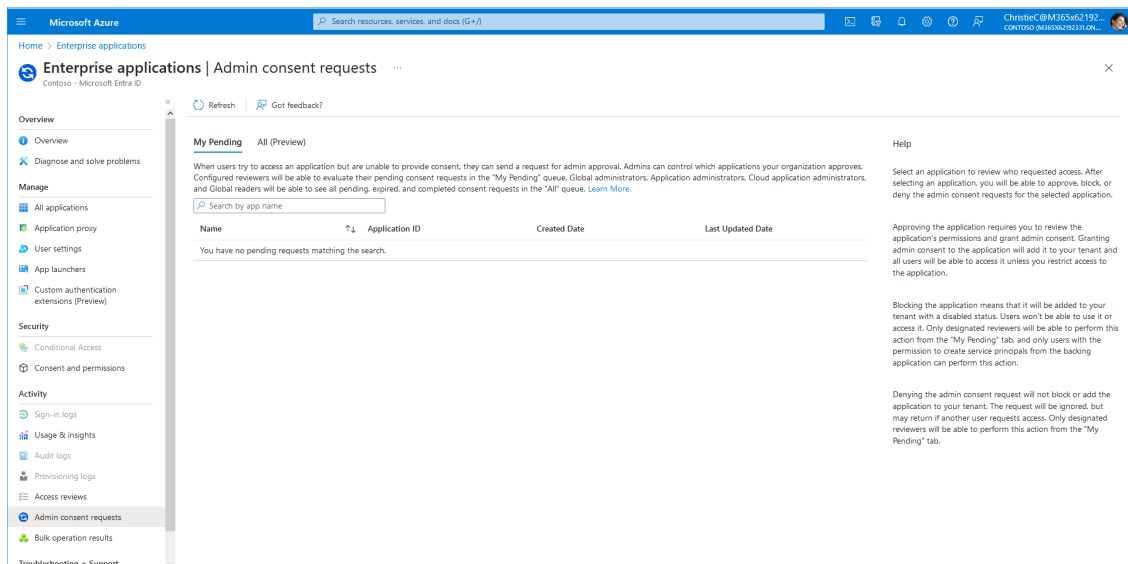 Microsoft Azure
Search resources, services, and docs (G+/)
ChristieC@M365x62192...
CONTOSO (M365X62192331.ON...
Home > Enterprise applications
Enterprise applications | Admin consent requests ...
Contoso - Microsoft Entra ID
Refresh
Got feedback?
Overview
Overview
Diagnose and solve problems
Manage
All applications
Application proxy
User settings
App launchers
Custom authentication
extensions (Preview)
Security
Conditional Access
Consent and permissions
Activity
Sign-in logs
Usage & insights
Audit logs
Provisioning logs
Access reviews
Admin consent requests
Bulk operation results
Troubleshooting + Support
My Pending
All (Preview)
When users try to access an application but are unable to provide consent, they can send a request for admin approval. Admins can control which applications your organization approves.
Configured reviewers will be able to evaluate their pending consent requests in the "My Pending" queue. Global administrators, Application administrators, Cloud application administrators,
and Global readers will be able to see all pending, expired, and completed consent requests in the "All" queue. Learn More.
Search by app name
Name
Application ID
Created Date
Last Updated Date
You have no pending requests matching the search.
Help
Select an application to review who requested access. After
selecting an application, you will be able to approve, block, or
deny the admin consent requests for the selected application.
Approving the application requires you to review the
application's permissions and grant admin consent. Granting
admin consent to the application will add it to your tenant and
all users will be able to access it unless you restrict access to
the application.
Blocking the application means that it will be added to your
tenant with a disabled status. Users won't be able to use it or
access it. Only designated reviewers will be able to perform this
action from the "My Pending" tab, and only users with the
permission to create service principals from the backing
application can perform this action.
Denying the admin consent request will not block or add the
application to your tenant. The request will be ignored, but
may return if another user requests access. Only designated
reviewers will be able to perform this action from the "My
Pending" tab.